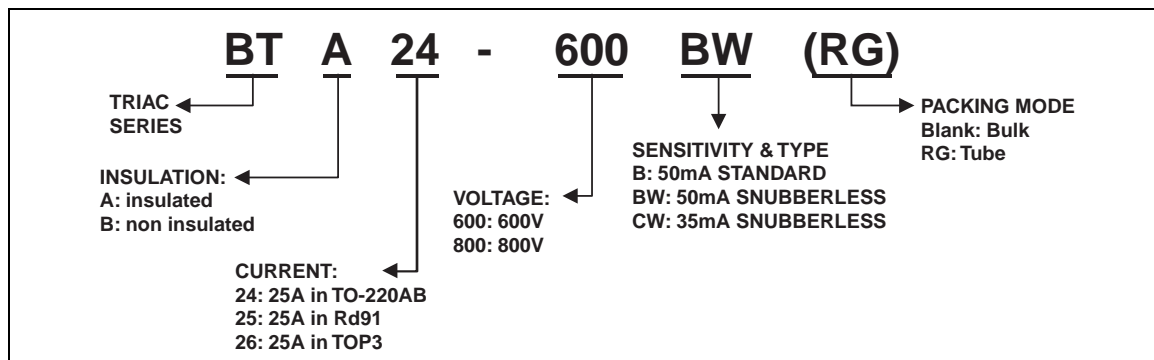 BT A 24 - 600 BW (RG)
TRIAC
SERIES
INSULATION:
A: insulated
B: non insulated
CURRENT:
24: 25A in TO-220AB
25: 25A in Rd91
26: 25A in TOP3
VOLTAGE:
600: 600V
800: 800V
SENSITIVITY & TYPE
B: 50mA STANDARD
BW: 50mA SNUBBERLESS
CW: 35mA SNUBBERLESS
PACKING MODE
Blank: Bulk
RG: Tube